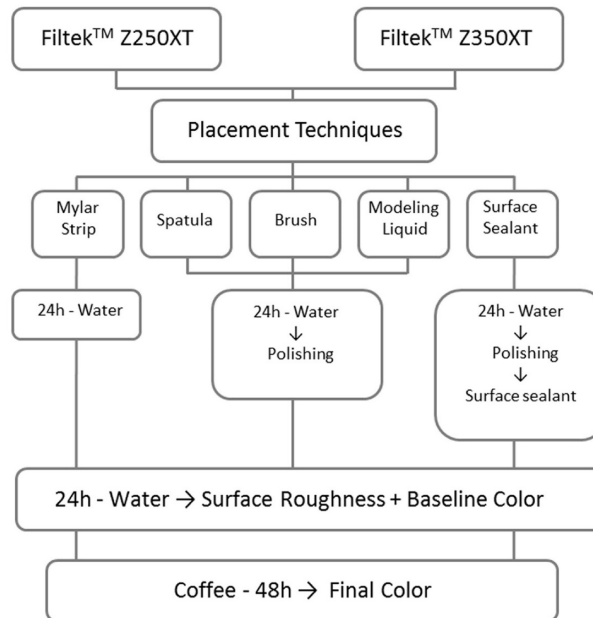 Filtek™ Z250XT
Filtek™ Z350XT
Placement Techniques
Mylar
Strip
Spatula
Brush
Modeling
Liquid
Surface
Sealant
24h - Water
24h - Water
↓
Polishing
24h - Water
↓
Polishing
↓
Surface sealant
24h - Water → Surface Roughness + Baseline Color
Coffee - 48h → Final Color